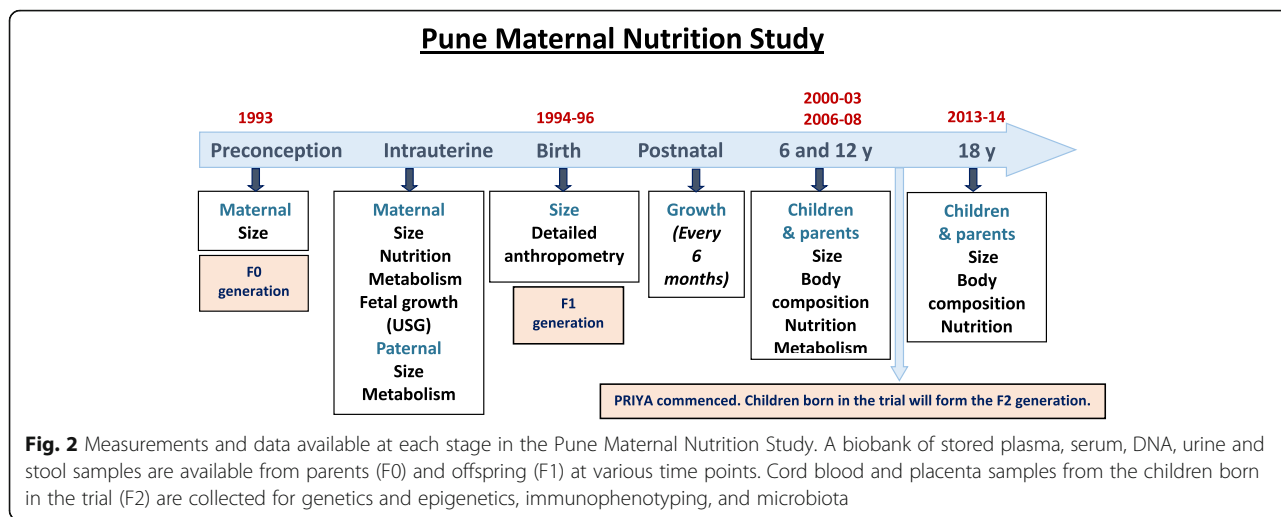 Pune Maternal Nutrition Study
1993
1994-96
2000-03
2006-08
2013-14
Preconception
Intrauterine
Birth
Postnatal
6 and 12 y
18 y
Maternal
Size
F0
generation
Maternal
Size
Nutrition
Metabolism
Fetal growth
(USG)
Paternal
Size
Metabolism
Size
Detailed
anthropometry
F1
generation
Growth
(Every
6
months)
Children
& parents
Size
Body
composition
Nutrition
Metabolism
Children
& parents
Size
Body
composition
Nutrition
PRIYA commenced. Children born in the trial will form the F2 generation.
Fig. 2 Measurements and data available at each stage in the Pune Maternal Nutrition Study. A biobank of stored plasma, serum, DNA, urine and
stool samples are available from parents (F0) and offspring (F1) at various time points. Cord blood and placenta samples from the children born
in the trial (F2) are collected for genetics and epigenetics, immunophenotyping, and microbiota